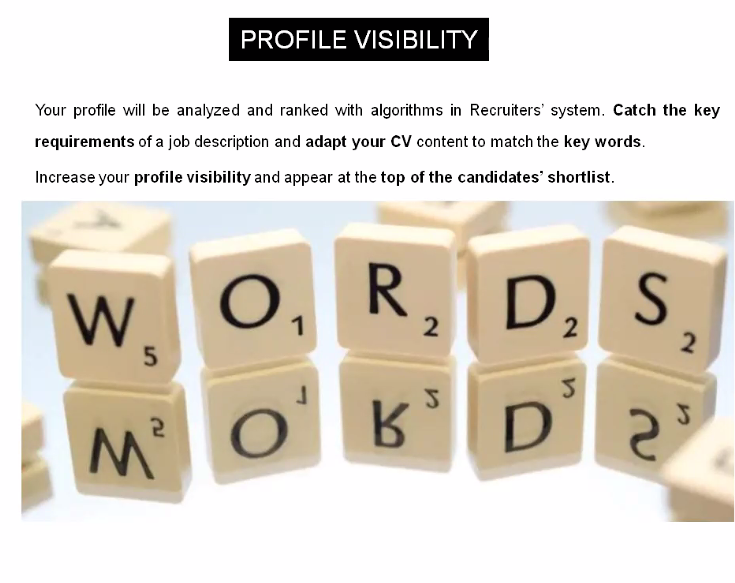 PROFILE VISIBILITY
Your profile will be analyzed and ranked with algorithms in Recruiters’ system. Catch the key
requirements of a job description and adapt your CV content to match the key words.
Increase your profile visibility and appear at the top of the candidates’ shortlist.
W5 O1 R2 D2 S2